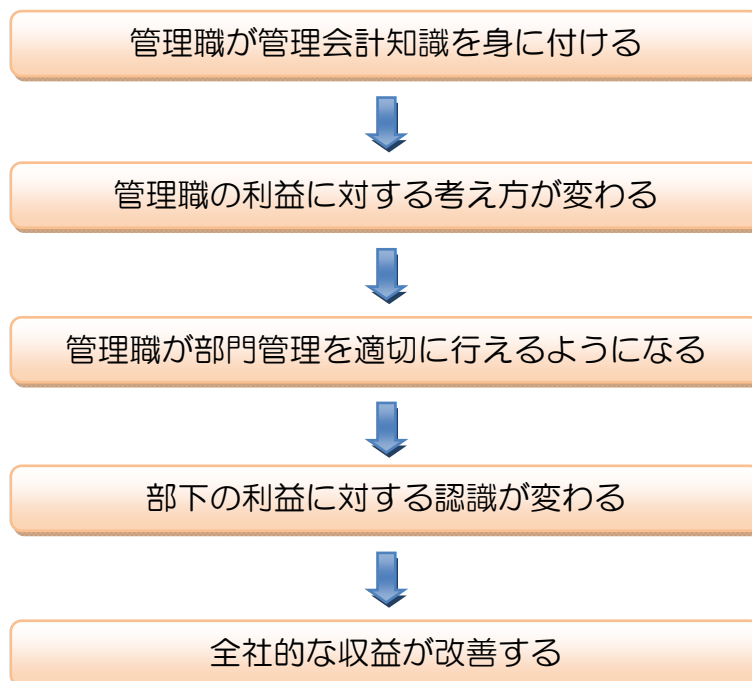 管理職が管理会計知識を身に付ける
管理職の利益に対する考え方が変わる
管理職が部門管理を適切に行えるようになる
部下の利益に対する認識が変わる
全社的な収益が改善する